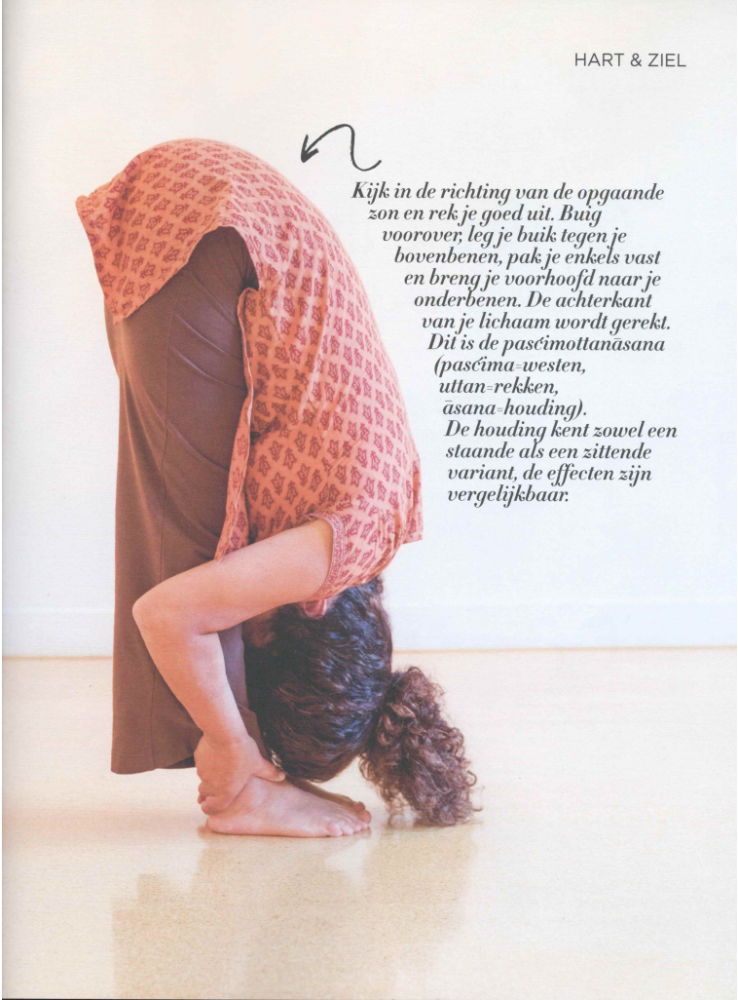 HART & ZIEL
Kijk in de richting van de opgaande
zon en rek je goed uit. Buig
voorover, leg je buik tegen je
bovenbenen, pak je enkels vast
en breng je voorhoofd naar je
onderbenen. De achterkant
van je lichaam wordt gerekt.
Dit is de paścimottanāsana
(paścima=westen,
uttan=rekken,
āsana=houding).
De houding kent zowel een
staande als een zittende
variant, de effecten zijn
vergelijkbaar.